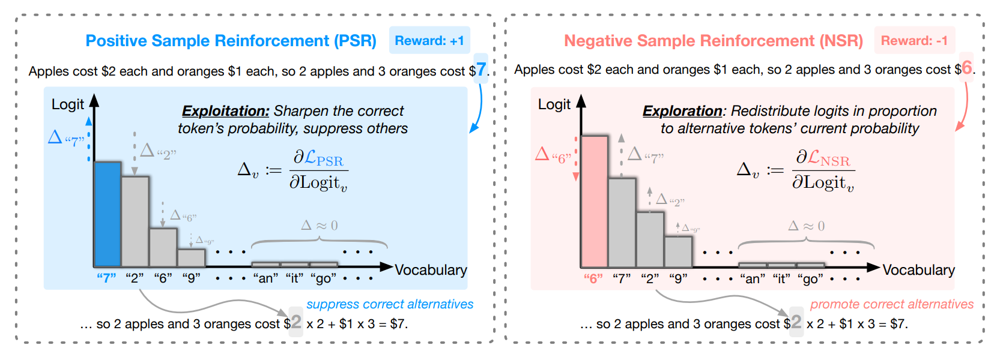 Positive Sample Reinforcement (PSR)
Reward: +1
Apples cost $2 each and oranges $1 each, so 2 apples and 3 oranges cost $7.
Logit
Exploitation: Sharpen the correct
token's probability, suppress others
Δ"7"
Δ"2"
Δ"6"
Δ"9"
Δᵥ := ∂ℒ_PSR / ∂Logitᵥ
Δ ≈ 0
· · · · · ·
Vocabulary
"7" "2" "6" "9" · · · "an" "it" "go" · · ·
suppress correct alternatives
… so 2 apples and 3 oranges cost $2 x 2 + $1 x 3 = $7.
Negative Sample Reinforcement (NSR)
Reward: -1
Apples cost $2 each and oranges $1 each, so 2 apples and 3 oranges cost $6.
Logit
Exploration: Redistribute logits in proportion
to alternative tokens' current probability
Δ"6"
Δ"7"
Δ"2"
Δ"9"
Δᵥ := ∂ℒ_NSR / ∂Logitᵥ
Δ ≈ 0
· · · · · ·
Vocabulary
"6" "7" "2" "9" · · · "an" "it" "go" · · ·
promote correct alternatives
… so 2 apples and 3 oranges cost $2 x 2 + $1 x 3 = $7.